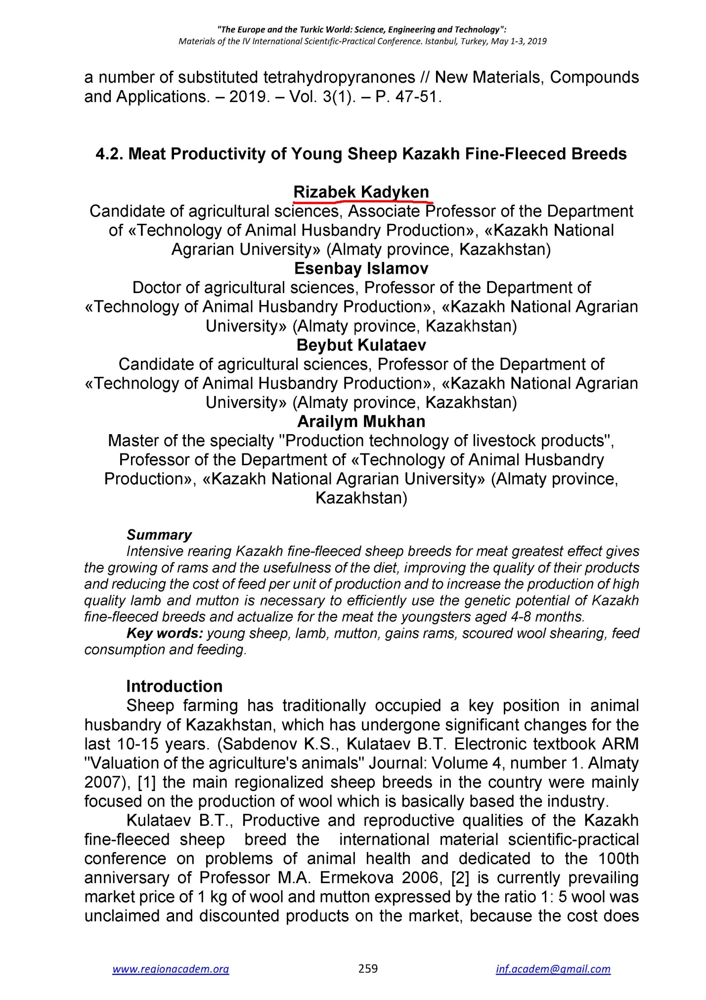 "The Europe and the Turkic World: Science, Engineering and Technology":
Materials of the IV International Scientific-Practical Conference. Istanbul, Turkey, May 1-3, 2019
a number of substituted tetrahydropyranones // New Materials, Compounds
and Applications. – 2019. – Vol. 3(1). – P. 47-51.
4.2. Meat Productivity of Young Sheep Kazakh Fine-Fleeced Breeds
Rizabek Kadyken
Candidate of agricultural sciences, Associate Professor of the Department
of «Technology of Animal Husbandry Production», «Kazakh National
Agrarian University» (Almaty province, Kazakhstan)
Esenbay Islamov
Doctor of agricultural sciences, Professor of the Department of
«Technology of Animal Husbandry Production», «Kazakh National Agrarian
University» (Almaty province, Kazakhstan)
Beybut Kulataev
Candidate of agricultural sciences, Professor of the Department of
«Technology of Animal Husbandry Production», «Kazakh National Agrarian
University» (Almaty province, Kazakhstan)
Arailym Mukhan
Master of the specialty "Production technology of livestock products",
Professor of the Department of «Technology of Animal Husbandry
Production», «Kazakh National Agrarian University» (Almaty province,
Kazakhstan)
Summary
Intensive rearing Kazakh fine-fleeced sheep breeds for meat greatest effect gives
the growing of rams and the usefulness of the diet, improving the quality of their products
and reducing the cost of feed per unit of production and to increase the production of high
quality lamb and mutton is necessary to efficiently use the genetic potential of Kazakh
fine-fleeced breeds and actualize for the meat the youngsters aged 4-8 months.
Key words: young sheep, lamb, mutton, gains rams, scoured wool shearing, feed
consumption and feeding.
Introduction
Sheep farming has traditionally occupied a key position in animal
husbandry of Kazakhstan, which has undergone significant changes for the
last 10-15 years. (Sabdenov K.S., Kulataev B.T. Electronic textbook ARM
"Valuation of the agriculture's animals" Journal: Volume 4, number 1. Almaty
2007), [1] the main regionalized sheep breeds in the country were mainly
focused on the production of wool which is basically based the industry.
Kulataev B.T., Productive and reproductive qualities of the Kazakh
fine-fleeced sheep breed the international material scientific-practical
conference on problems of animal health and dedicated to the 100th
anniversary of Professor M.A. Ermekova 2006, [2] is currently prevailing
market price of 1 kg of wool and mutton expressed by the ratio 1: 5 wool was
unclaimed and discounted products on the market, because the cost does
www.regionacadem.org 259 inf.academ@gmail.com